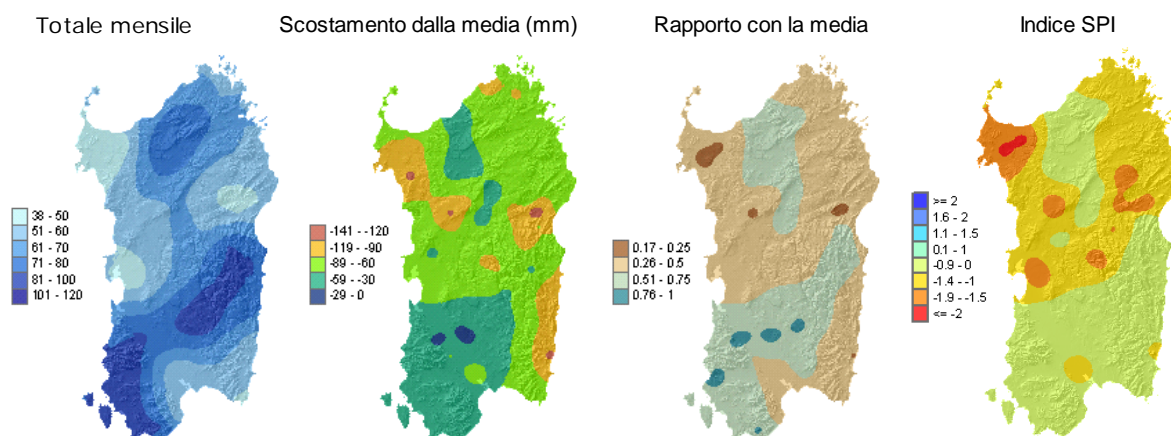 Totale mensile
Scostamento dalla media (mm)
Rapporto con la media
Indice SPI
38 - 50
51 - 60
61 - 70
71 - 80
81 - 100
101 - 120
-141 - -120
-119 - -90
-89 - -60
-59 - -30
-29 - 0
0.17 - 0.25
0.26 - 0.5
0.51 - 0.75
0.76 - 1
>= 2
1.6 - 2
1.1 - 1.5
0.1 - 1
-0.9 - 0
-1.4 - -1
-1.9 - -1.5
<= -2